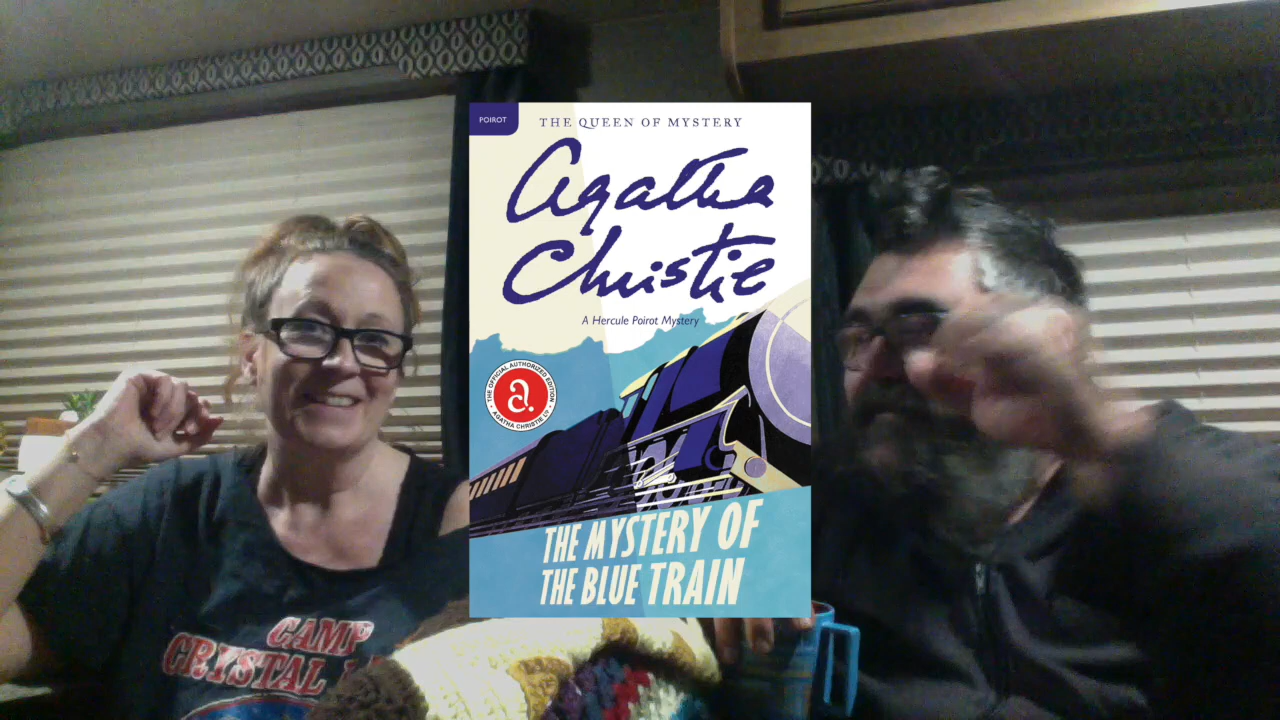 POIROT
THE QUEEN OF MYSTERY
Agatha
Christie
A Hercule Poirot Mystery
THE OFFICIAL AUTHORIZED EDITION
a.
AGATHA CHRISTIE LTD
THE MYSTERY OF
THE BLUE TRAIN
CAMP
CRYSTAL